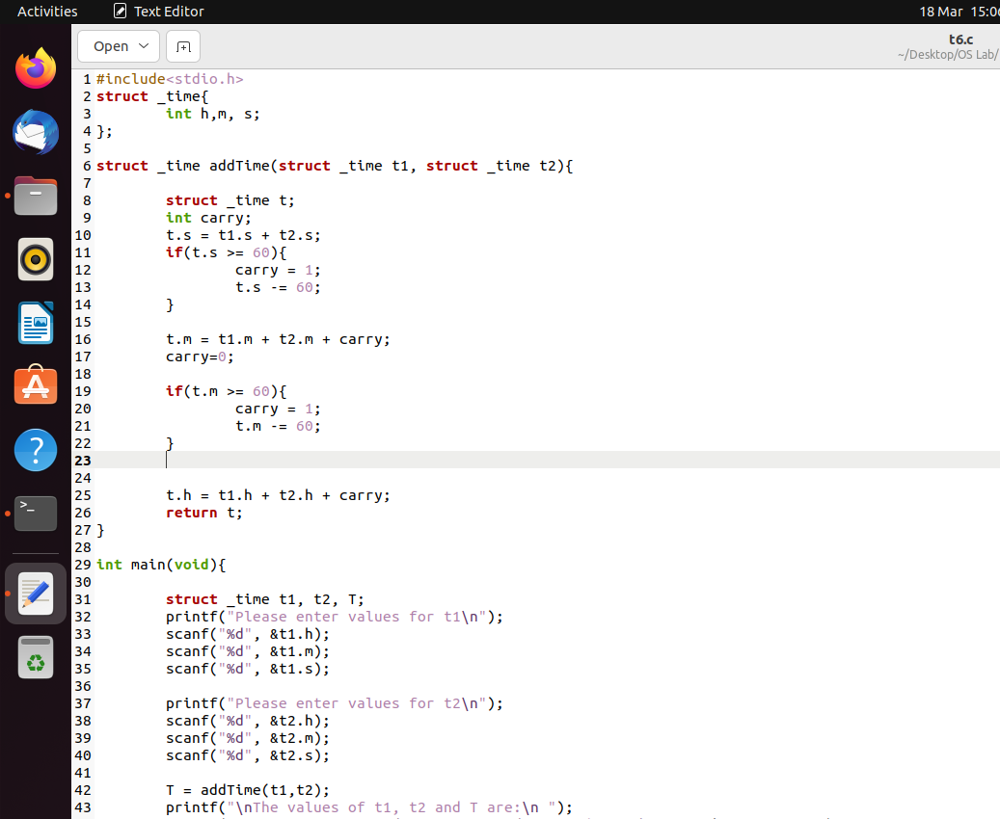 Activities Text Editor 18 Mar 15:0
Open t6.c
~/Desktop/OS Lab/
1 #include<stdio.h>
2 struct _time{
3 int h,m, s;
4 };
5
6 struct _time addTime(struct _time t1, struct _time t2){
7
8 struct _time t;
9 int carry;
10 t.s = t1.s + t2.s;
11 if(t.s >= 60){
12 carry = 1;
13 t.s -= 60;
14 }
15
16 t.m = t1.m + t2.m + carry;
17 carry=0;
18
19 if(t.m >= 60){
20 carry = 1;
21 t.m -= 60;
22 }
23
24
25 t.h = t1.h + t2.h + carry;
26 return t;
27 }
28
29 int main(void){
30
31 struct _time t1, t2, T;
32 printf("Please enter values for t1\n");
33 scanf("%d", &t1.h);
34 scanf("%d", &t1.m);
35 scanf("%d", &t1.s);
36
37 printf("Please enter values for t2\n");
38 scanf("%d", &t2.h);
39 scanf("%d", &t2.m);
40 scanf("%d", &t2.s);
41
42 T = addTime(t1,t2);
43 printf("\nThe values of t1, t2 and T are:\n ");